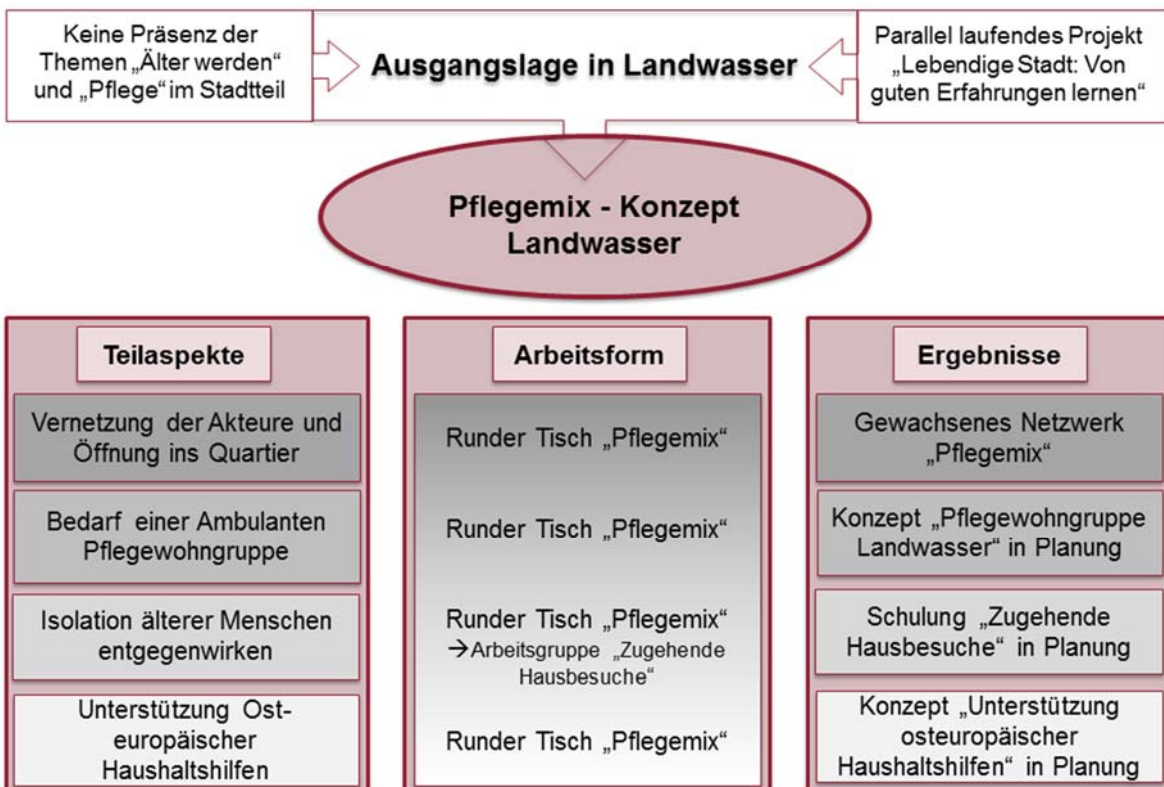 Keine Präsenz der
Themen „Älter werden“
und „Pflege“ im Stadtteil
Ausgangslage in Landwasser
Parallel laufendes Projekt
„Lebendige Stadt: Von
guten Erfahrungen lernen“
Pflegemix - Konzept
Landwasser
Teilaspekte
Vernetzung der Akteure und
Öffnung ins Quartier
Bedarf einer Ambulanten
Pflegewohngruppe
Isolation älterer Menschen
entgegenwirken
Unterstützung Ost-
europäischer
Haushaltshilfen
Arbeitsform
Runder Tisch „Pflegemix“
Runder Tisch „Pflegemix“
Runder Tisch „Pflegemix“
→Arbeitsgruppe „Zugehende
Hausbesuche“
Runder Tisch „Pflegemix“
Ergebnisse
Gewachsenes Netzwerk
„Pflegemix“
Konzept „Pflegewohngruppe
Landwasser“ in Planung
Schulung „Zugehende
Hausbesuche“ in Planung
Konzept „Unterstützung
osteuropäischer
Haushaltshilfen“ in Planung